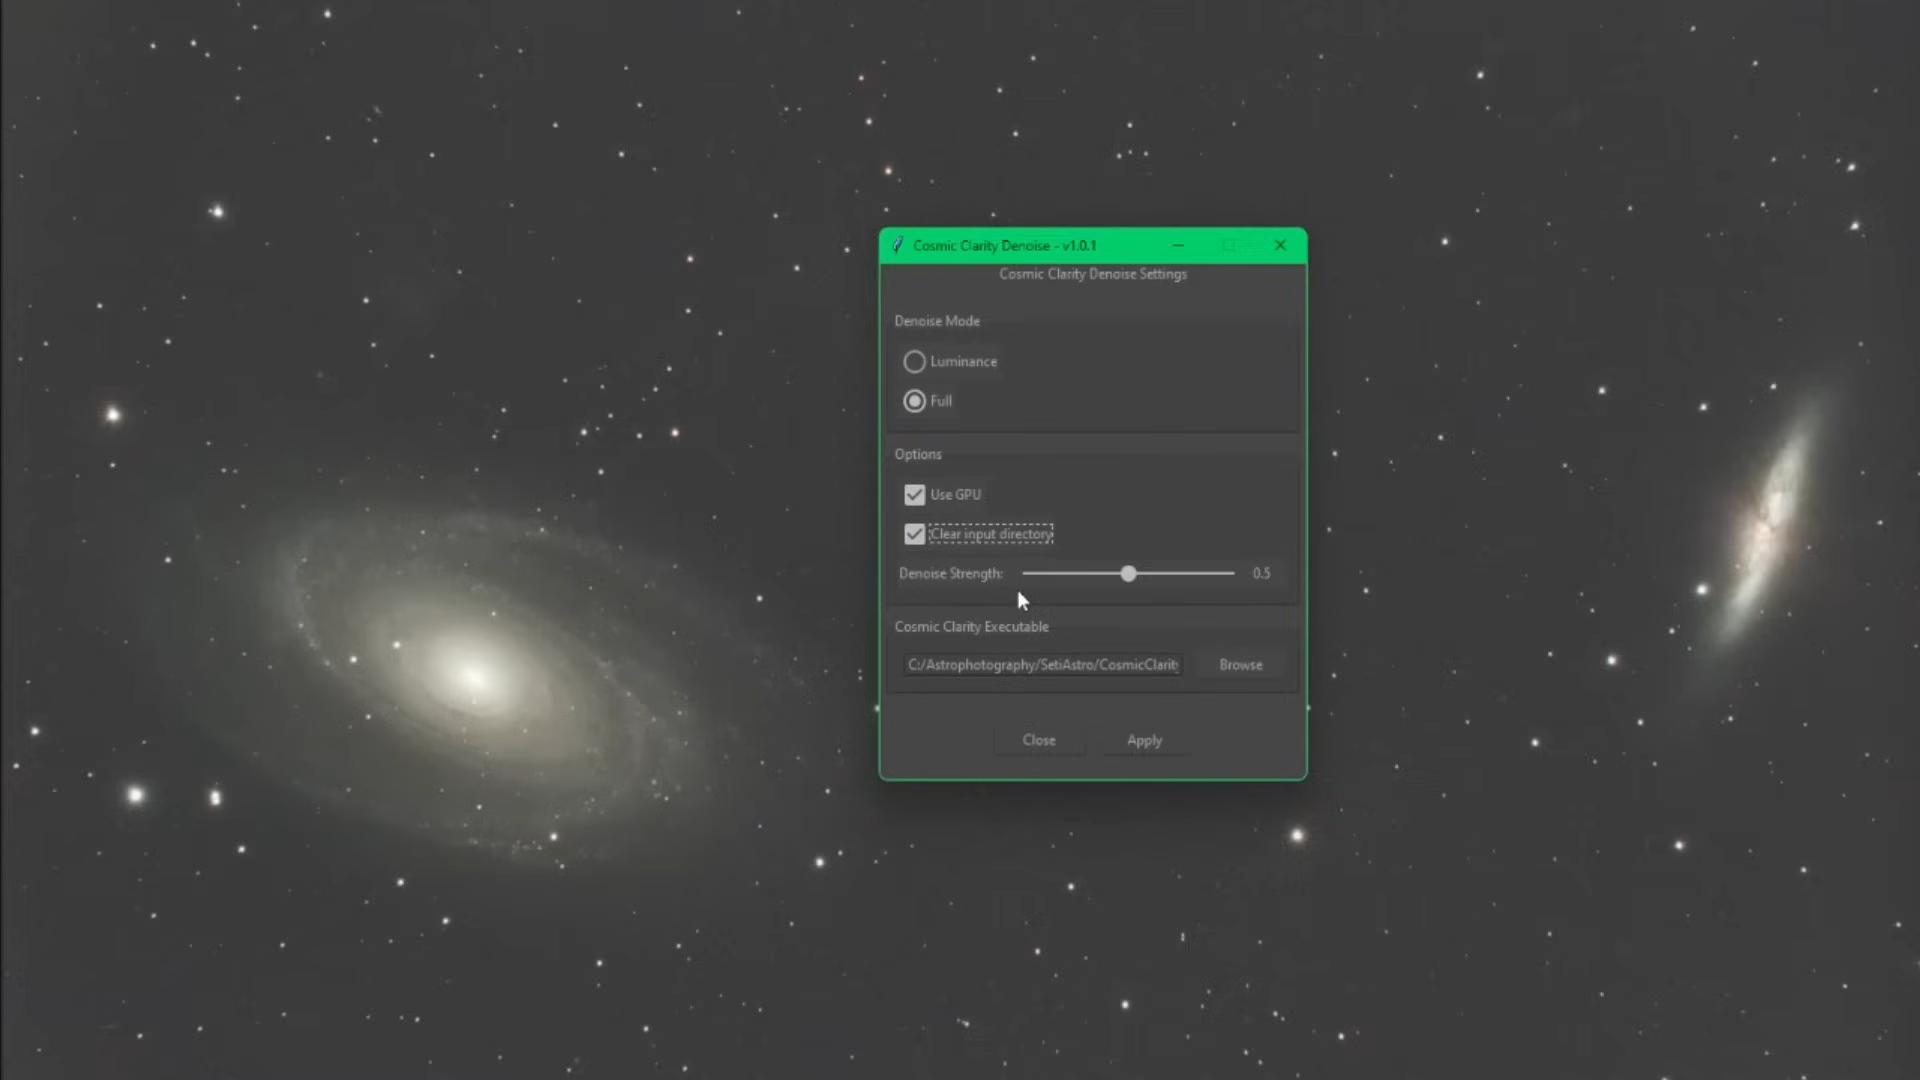 Cosmic Clarity Denoise - v1.0.1
Cosmic Clarity Denoise Settings
Denoise Mode
Luminance
Full
Options
Use GPU
Clear input directory
Denoise Strength: 0.5
Cosmic Clarity Executable
C:/Astrophotography/SetiAstro/CosmicClarit Browse
Close Apply